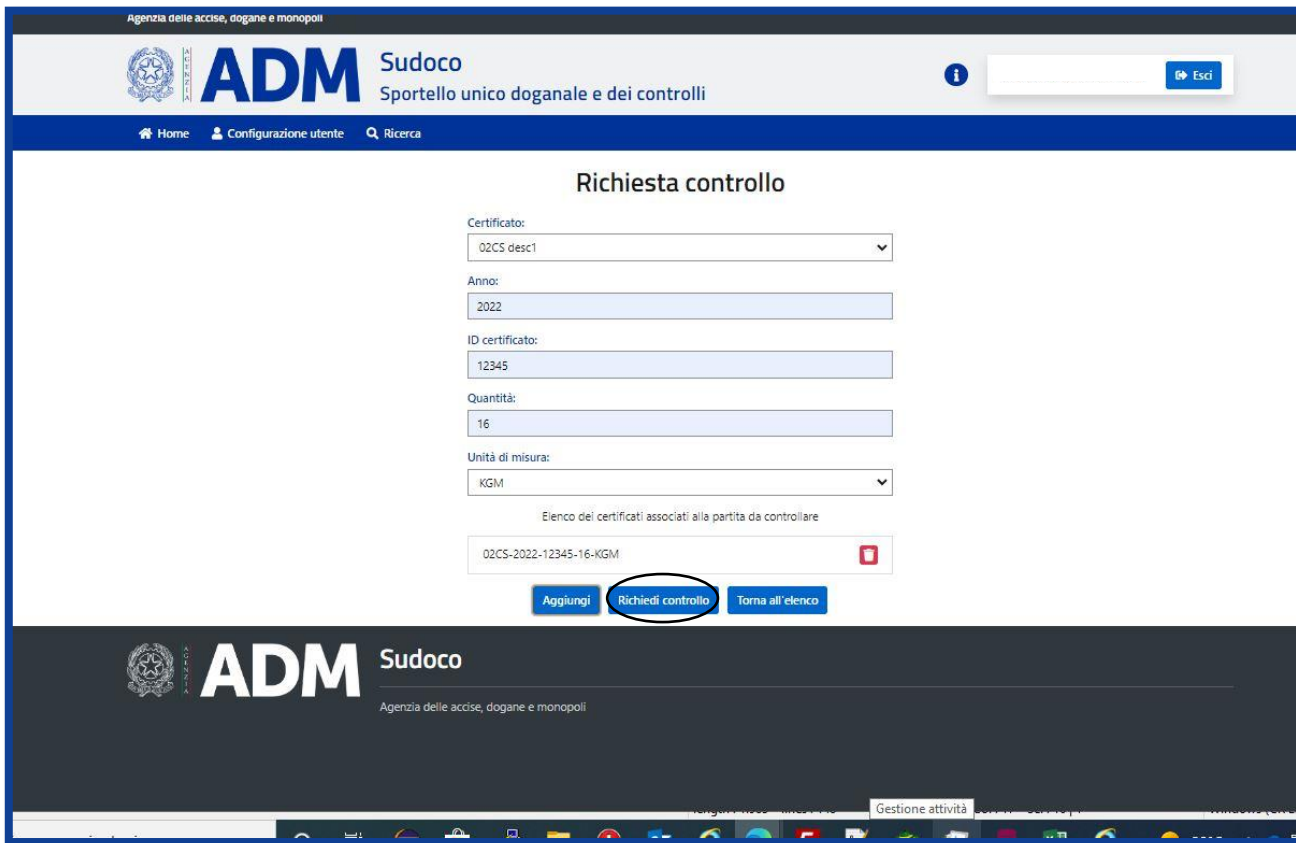 Agenzia delle accise, dogane e monopoli
AGENZIA
ADM
Sudoco
Sportello unico doganale e dei controlli
Esci
Home Configurazione utente Ricerca
Richiesta controllo
Certificato:
02CS desc1
Anno:
2022
ID certificato:
12345
Quantità:
16
Unità di misura:
KGM
Elenco dei certificati associati alla partita da controllare
02CS-2022-12345-16-KGM
Aggiungi Richiedi controllo Torna all'elenco
AGENZIA
ADM
Sudoco
Agenzia delle accise, dogane e monopoli
Gestione attività